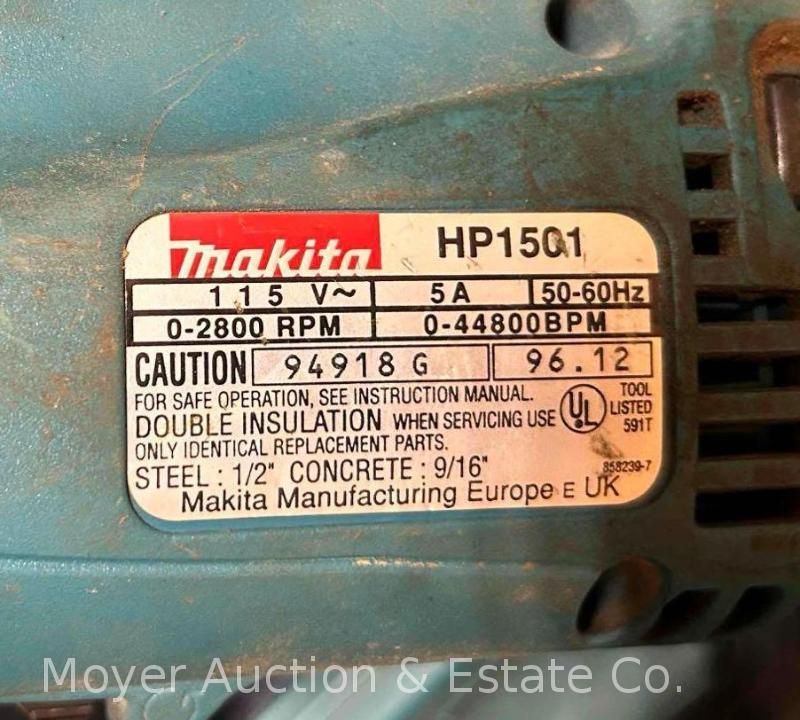 makita HP1501
115 V~ 5A 50-60Hz
0-2800 RPM 0-44800BPM
CAUTION 94918 G 96.12
FOR SAFE OPERATION, SEE INSTRUCTION MANUAL.
DOUBLE INSULATION WHEN SERVICING USE
ONLY IDENTICAL REPLACEMENT PARTS.
UL TOOL
LISTED
591T
STEEL : 1/2" CONCRETE : 9/16" 858239-7
Makita Manufacturing Europe E UK
Moyer Auction & Estate Co.